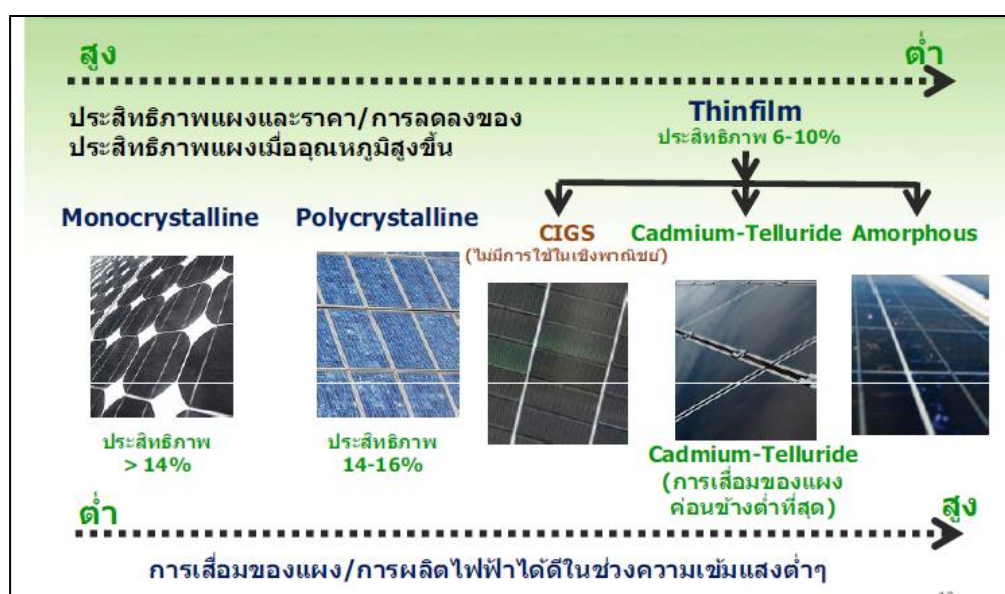 สูง
ต่ำ
ประสิทธิภาพแผงและราคา/การลดลงของ
ประสิทธิภาพแผงเมื่ออุณหภูมิสูงขึ้น
Thinfilm
ประสิทธิภาพ 6-10%
Monocrystalline
Polycrystalline
CIGS
(ไม่มีการใช้ในเชิงพาณิชย์)
Cadmium-Telluride
Amorphous
ประสิทธิภาพ
> 14%
ประสิทธิภาพ
14-16%
Cadmium-Telluride
(การเสื่อมของแผง
ค่อนข้างต่ำที่สุด)
ต่ำ
สูง
การเสื่อมของแผง/การผลิตไฟฟ้าได้ดีในช่วงความเข้มแสงต่ำๆ